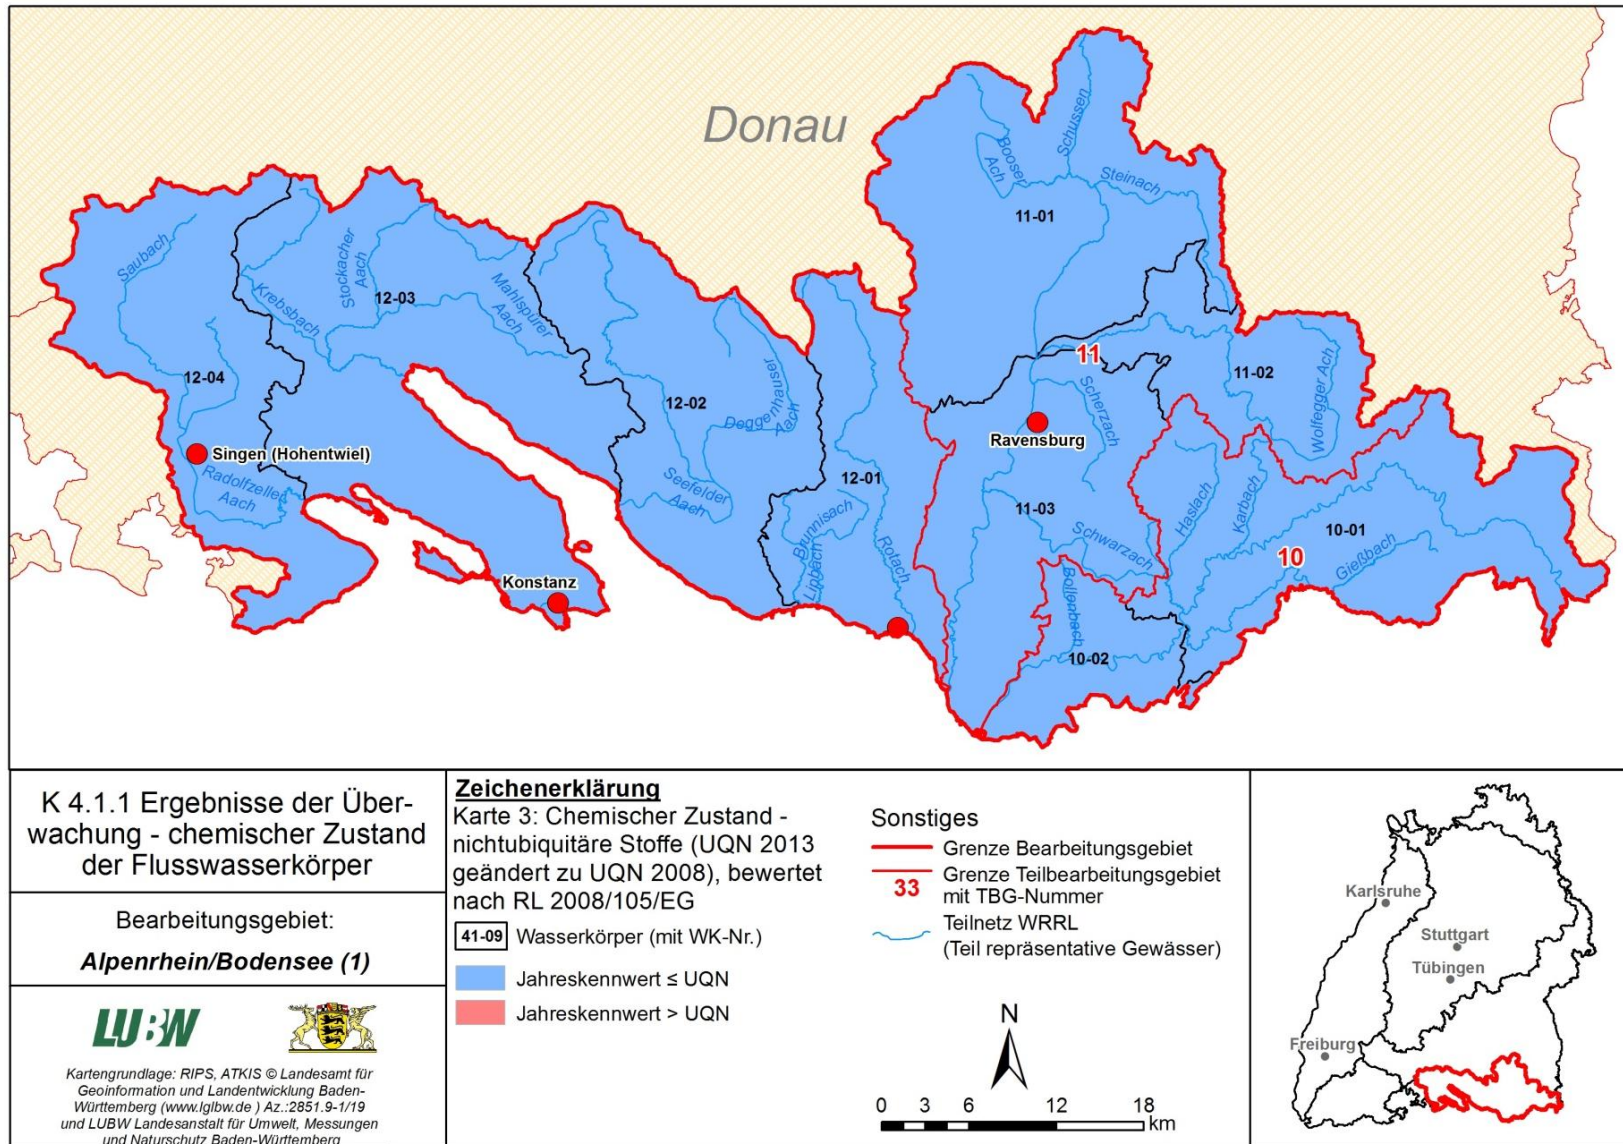 Donau
Schussen
Booser
Ach
Steinach
11-01
Saubach
Stockacher
Aach
12-03
Krebsbach
Mahlspürer
Aach
12-04
12-02
Deggenhauser
Aach
11
11-02
Wolfegger Ach
Scherzach
Ravensburg
Singen (Hohentwiel)
Radolfzeller
Aach
Seefelder
Aach
12-01
Brunnisach
Lipbach
Rotach
11-03
Schwarzach
Haslach
Karbach
10-01
10
Gießbach
Konstanz
Bollenbach
10-02
K 4.1.1 Ergebnisse der Über-
wachung - chemischer Zustand
der Flusswasserkörper
Bearbeitungsgebiet:
Alpenrhein/Bodensee (1)
LUBW
Kartengrundlage: RIPS, ATKIS © Landesamt für
Geoinformation und Landentwicklung Baden-
Württemberg (www.lglbw.de ) Az.:2851.9-1/19
und LUBW Landesanstalt für Umwelt, Messungen
und Naturschutz Baden-Württemberg
Zeichenerklärung
Karte 3: Chemischer Zustand -
nichtubiquitäre Stoffe (UQN 2013
geändert zu UQN 2008), bewertet
nach RL 2008/105/EG
41-09 Wasserkörper (mit WK-Nr.)
Jahreskennwert ≤ UQN
Jahreskennwert > UQN
Sonstiges
Grenze Bearbeitungsgebiet
33 Grenze Teilbearbeitungsgebiet
mit TBG-Nummer
Teilnetz WRRL
(Teil repräsentative Gewässer)
N
0 3 6 12 18
km
Karlsruhe
Stuttgart
Tübingen
Freiburg